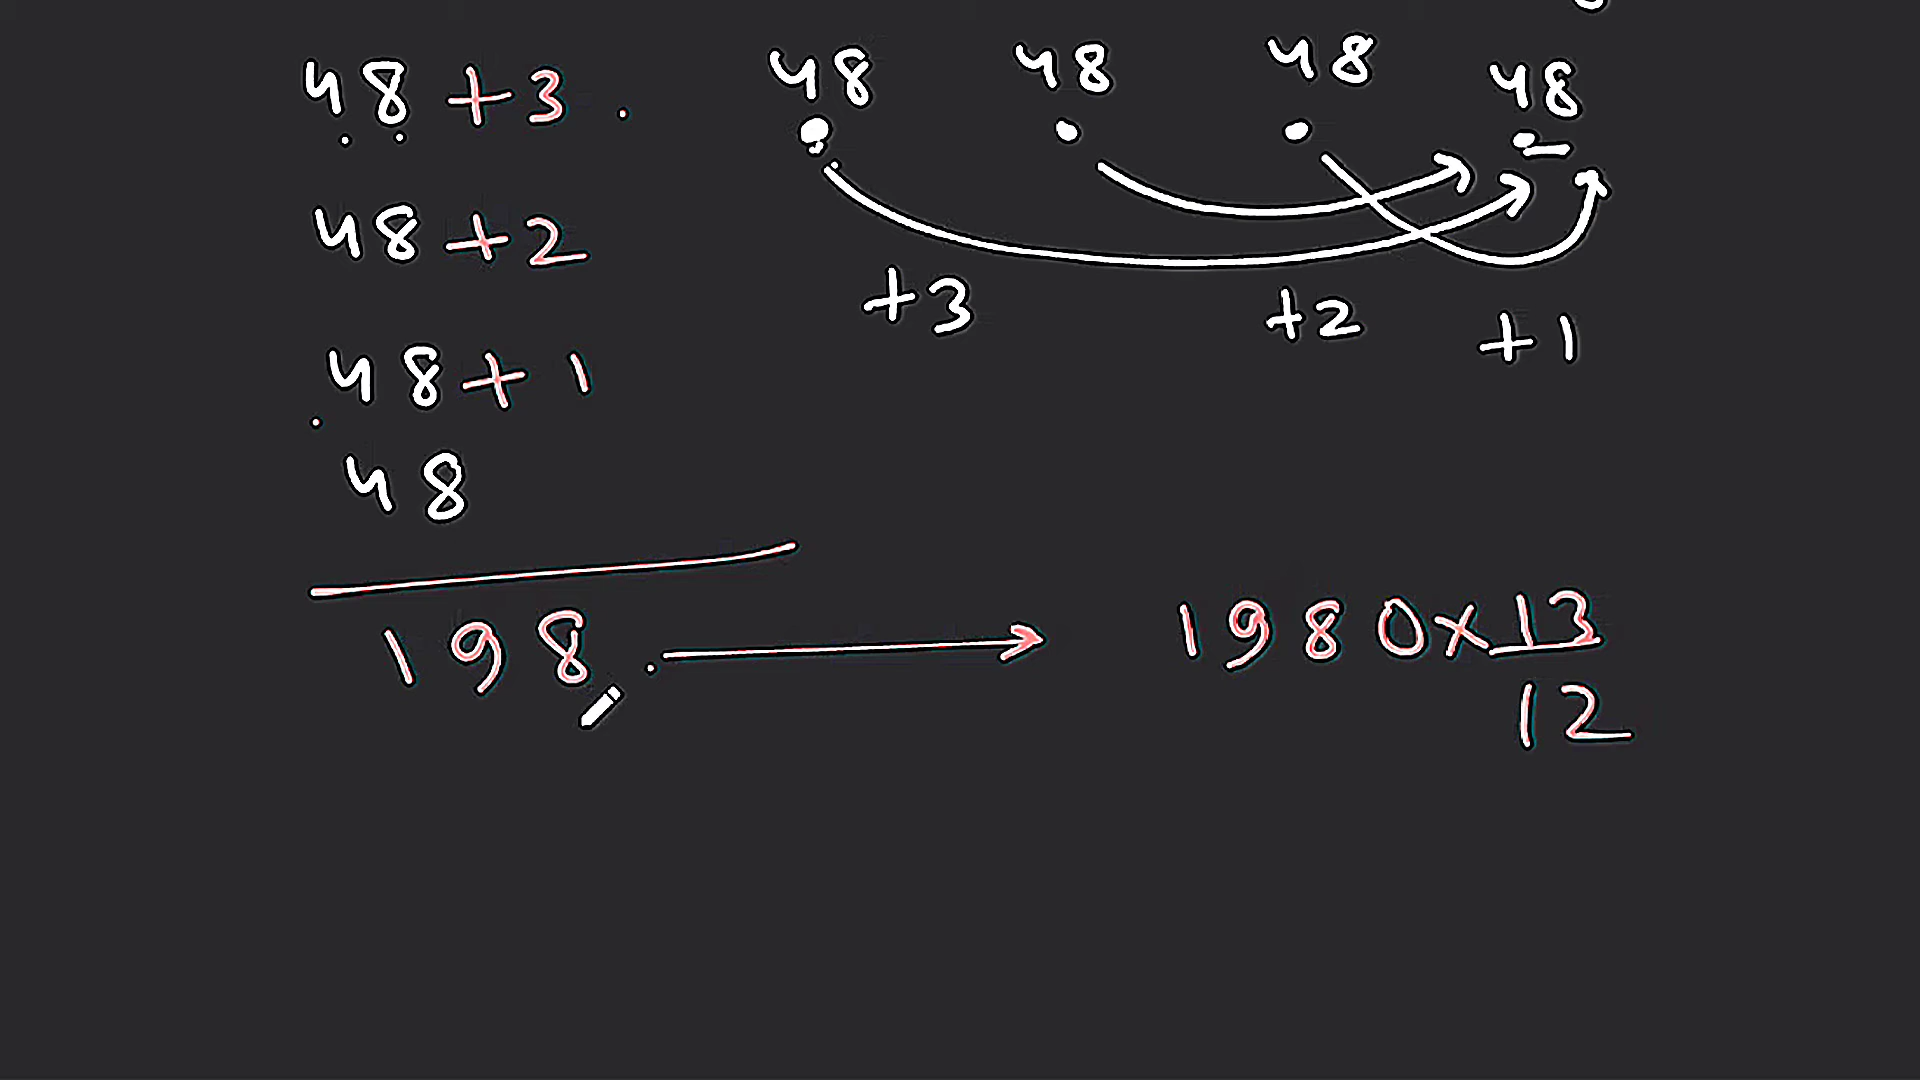 48 + 3 .
48 48 48 48
48 + 2
+3 +2 +1
48 + 1
48
198 → 1980 × 13/12